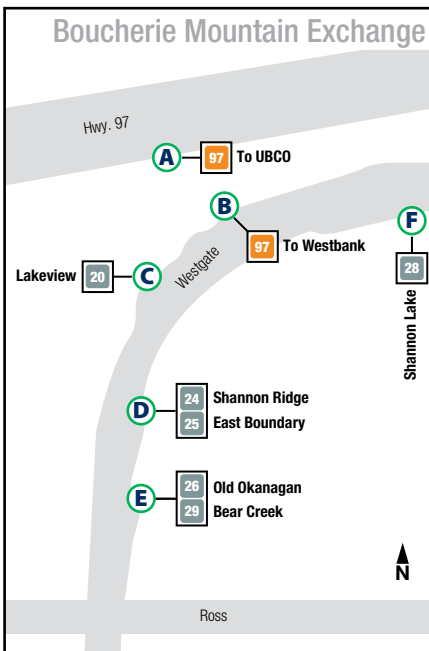 Boucherie Mountain Exchange
Hwy. 97
A 97 To UBCO
B
97 To Westbank
F
28
Shannon Lake
Westgate
Lakeview 20 C
D
24 Shannon Ridge
25 East Boundary
E
26 Old Okanagan
29 Bear Creek
N
Ross